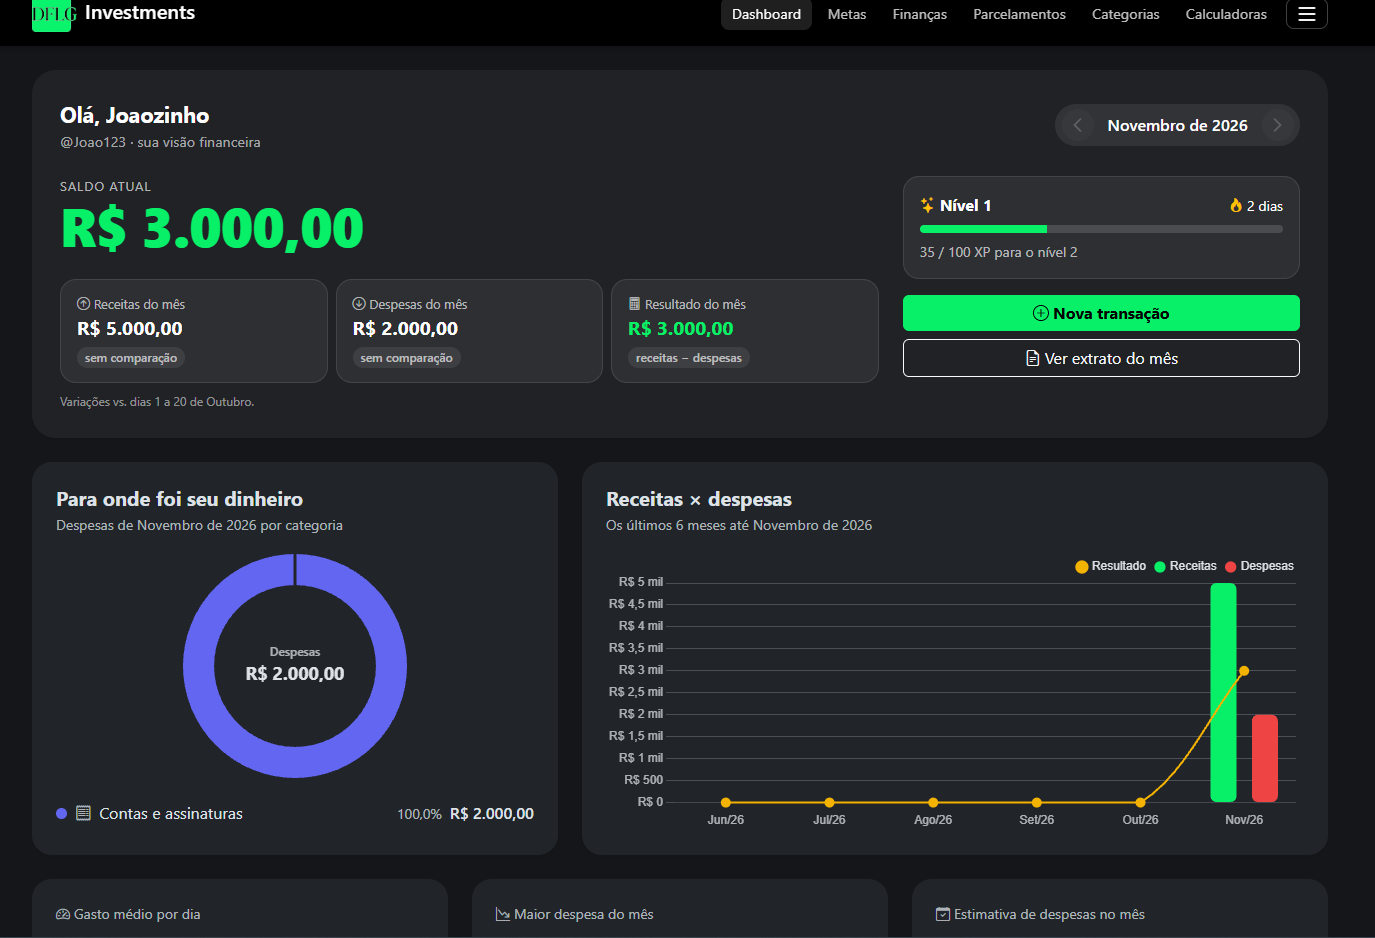 DFLG Investments
Dashboard Metas Finanças Parcelamentos Categorias Calculadoras
Olá, Joaozinho
@Joao123 · sua visão financeira
Novembro de 2026
SALDO ATUAL
R$ 3.000,00
Nível 1
2 dias
35 / 100 XP para o nível 2
Receitas do mês
R$ 5.000,00
sem comparação
Despesas do mês
R$ 2.000,00
sem comparação
Resultado do mês
R$ 3.000,00
receitas − despesas
Nova transação
Ver extrato do mês
Variações vs. dias 1 a 20 de Outubro.
Para onde foi seu dinheiro
Despesas de Novembro de 2026 por categoria
Despesas
R$ 2.000,00
Contas e assinaturas 100,0% R$ 2.000,00
Receitas × despesas
Os últimos 6 meses até Novembro de 2026
Resultado Receitas Despesas
R$ 5 mil
R$ 4,5 mil
R$ 4 mil
R$ 3,5 mil
R$ 3 mil
R$ 2,5 mil
R$ 2 mil
R$ 1,5 mil
R$ 1 mil
R$ 500
R$ 0
Jun/26 Jul/26 Ago/26 Set/26 Out/26 Nov/26
Gasto médio por dia
Maior despesa do mês
Estimativa de despesas no mês